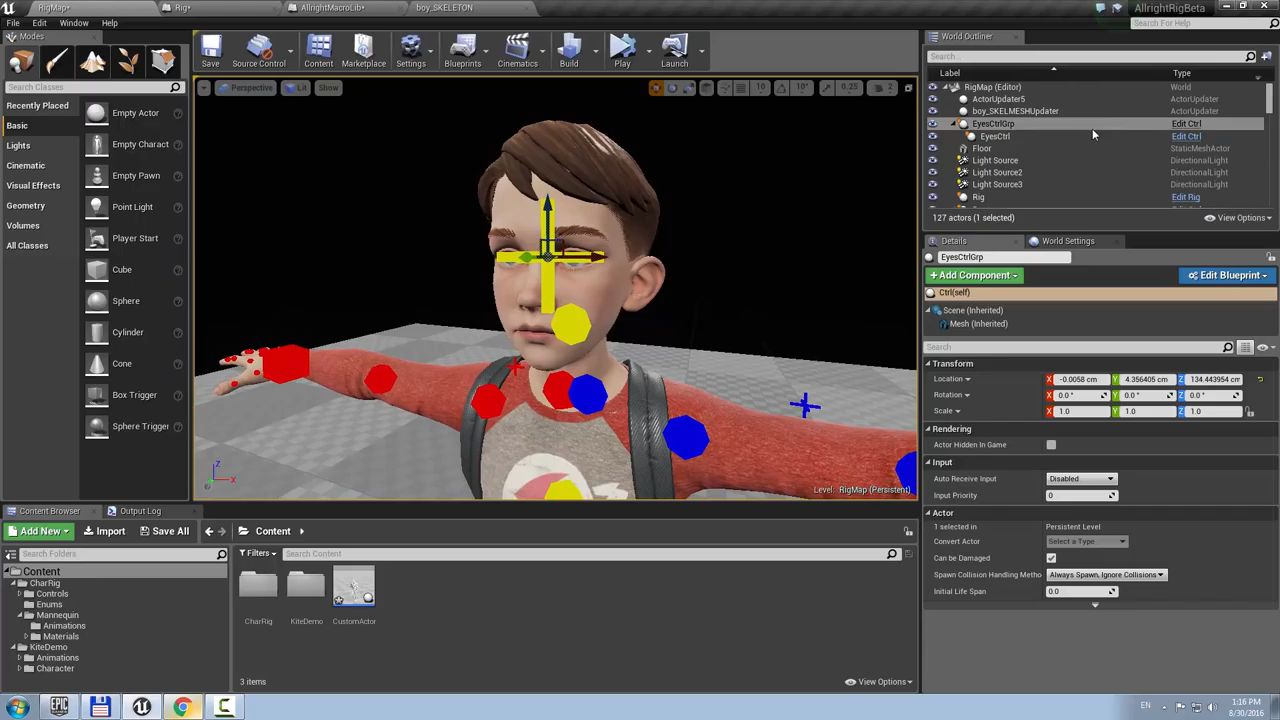 RigMap*
Rig*
AllrightMacroLib*
boy_SKELETON
AllrightRigBeta
File Edit Window Help
Search For Help
Modes
Search Classes
Recently Placed
Basic
Lights
Cinematic
Visual Effects
Geometry
Volumes
All Classes
Empty Actor
Empty Charact
Empty Pawn
Point Light
Player Start
Cube
Sphere
Cylinder
Cone
Box Trigger
Sphere Trigger
Save
Source Control
Content
Marketplace
Settings
Blueprints
Cinematics
Build
Play
Launch
Perspective
Lit
Show
10
10°
0.25
2
Level: RigMap (Persistent)
World Outliner
Search...
Label Type
RigMap (Editor) World
ActorUpdater5 ActorUpdater
boy_SKELMESHUpdater ActorUpdater
EyesCtrlGrp Edit Ctrl
EyesCtrl Edit Ctrl
Floor StaticMeshActor
Light Source DirectionalLight
Light Source2 DirectionalLight
Light Source3 DirectionalLight
Rig Edit Rig
127 actors (1 selected)
View Options
Details
World Settings
EyesCtrlGrp
Add Component
Edit Blueprint
Ctrl(self)
Scene (Inherited)
Mesh (Inherited)
Search
Transform
Location X -0.0058 cm Y 4.356405 cm Z 134.443954 cm
Rotation X 0.0 ° Y 0.0 ° Z 0.0 °
Scale X 1.0 Y 1.0 Z 1.0
Rendering
Actor Hidden In Game
Input
Auto Receive Input Disabled
Input Priority 0
Actor
1 selected in Persistent Level
Convert Actor Select a Type
Can be Damaged
Spawn Collision Handling Metho Always Spawn, Ignore Collisions
Initial Life Span 0.0
Content Browser
Output Log
Add New
Import
Save All
Content
Search Folders
Filters
Search Content
Content
CharRig
Controls
Enums
Mannequin
Animations
Materials
KiteDemo
Animations
Character
CharRig
KiteDemo
CustomActor
3 items
View Options
EN
1:16 PM
8/30/2016